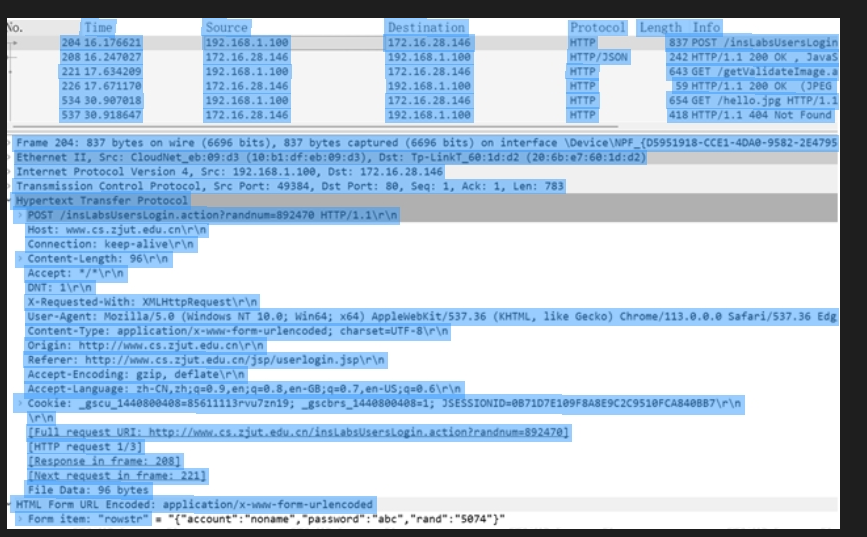 No. Time Source Destination Protocol Length Info
204 16.176621 192.168.1.100 172.16.28.146 HTTP 837 POST /insLabsUsersLogin
208 16.247027 172.16.28.146 192.168.1.100 HTTP/JSON 242 HTTP/1.1 200 OK , JavaS
221 17.634209 192.168.1.100 172.16.28.146 HTTP 643 GET /getValidateImage.a
226 17.671170 172.16.28.146 192.168.1.100 HTTP 59 HTTP/1.1 200 OK (JPEG
534 30.907018 192.168.1.100 172.16.28.146 HTTP 654 GET /hello.jpg HTTP/1.1
537 30.918647 172.16.28.146 192.168.1.100 HTTP 418 HTTP/1.1 404 Not Found
Frame 204: 837 bytes on wire (6696 bits), 837 bytes captured (6696 bits) on interface \Device\NPF_{D5951918-CCE1-4DA0-9582-2E4795
Ethernet II, Src: CloudNet_eb:09:d3 (10:b1:df:eb:09:d3), Dst: Tp-LinkT_60:1d:d2 (20:6b:e7:60:1d:d2)
Internet Protocol Version 4, Src: 192.168.1.100, Dst: 172.16.28.146
Transmission Control Protocol, Src Port: 49384, Dst Port: 80, Seq: 1, Ack: 1, Len: 783
Hypertext Transfer Protocol
POST /insLabsUsersLogin.action?randnum=892470 HTTP/1.1\r\n
Host: www.cs.zjut.edu.cn\r\n
Connection: keep-alive\r\n
Content-Length: 96\r\n
Accept: */*\r\n
DNT: 1\r\n
X-Requested-With: XMLHttpRequest\r\n
User-Agent: Mozilla/5.0 (Windows NT 10.0; Win64; x64) AppleWebKit/537.36 (KHTML, like Gecko) Chrome/113.0.0.0 Safari/537.36 Edg
Content-Type: application/x-www-form-urlencoded; charset=UTF-8\r\n
Origin: http://www.cs.zjut.edu.cn\r\n
Referer: http://www.cs.zjut.edu.cn/jsp/userlogin.jsp\r\n
Accept-Encoding: gzip, deflate\r\n
Accept-Language: zh-CN,zh;q=0.9,en;q=0.8,en-GB;q=0.7,en-US;q=0.6\r\n
Cookie: _gscu_1440800408=85611113rvu7zn19; _gscbrs_1440800408=1; JSESSIONID=0B71D7E109F8A8E9C2C9510FCA840BB7\r\n
\r\n
[Full request URI: http://www.cs.zjut.edu.cn/insLabsUsersLogin.action?randnum=892470]
[HTTP request 1/3]
[Response in frame: 208]
[Next request in frame: 221]
File Data: 96 bytes
HTML Form URL Encoded: application/x-www-form-urlencoded
Form item: "rowstr" = "{"account":"noname","password":"abc","rand":"5074"}"